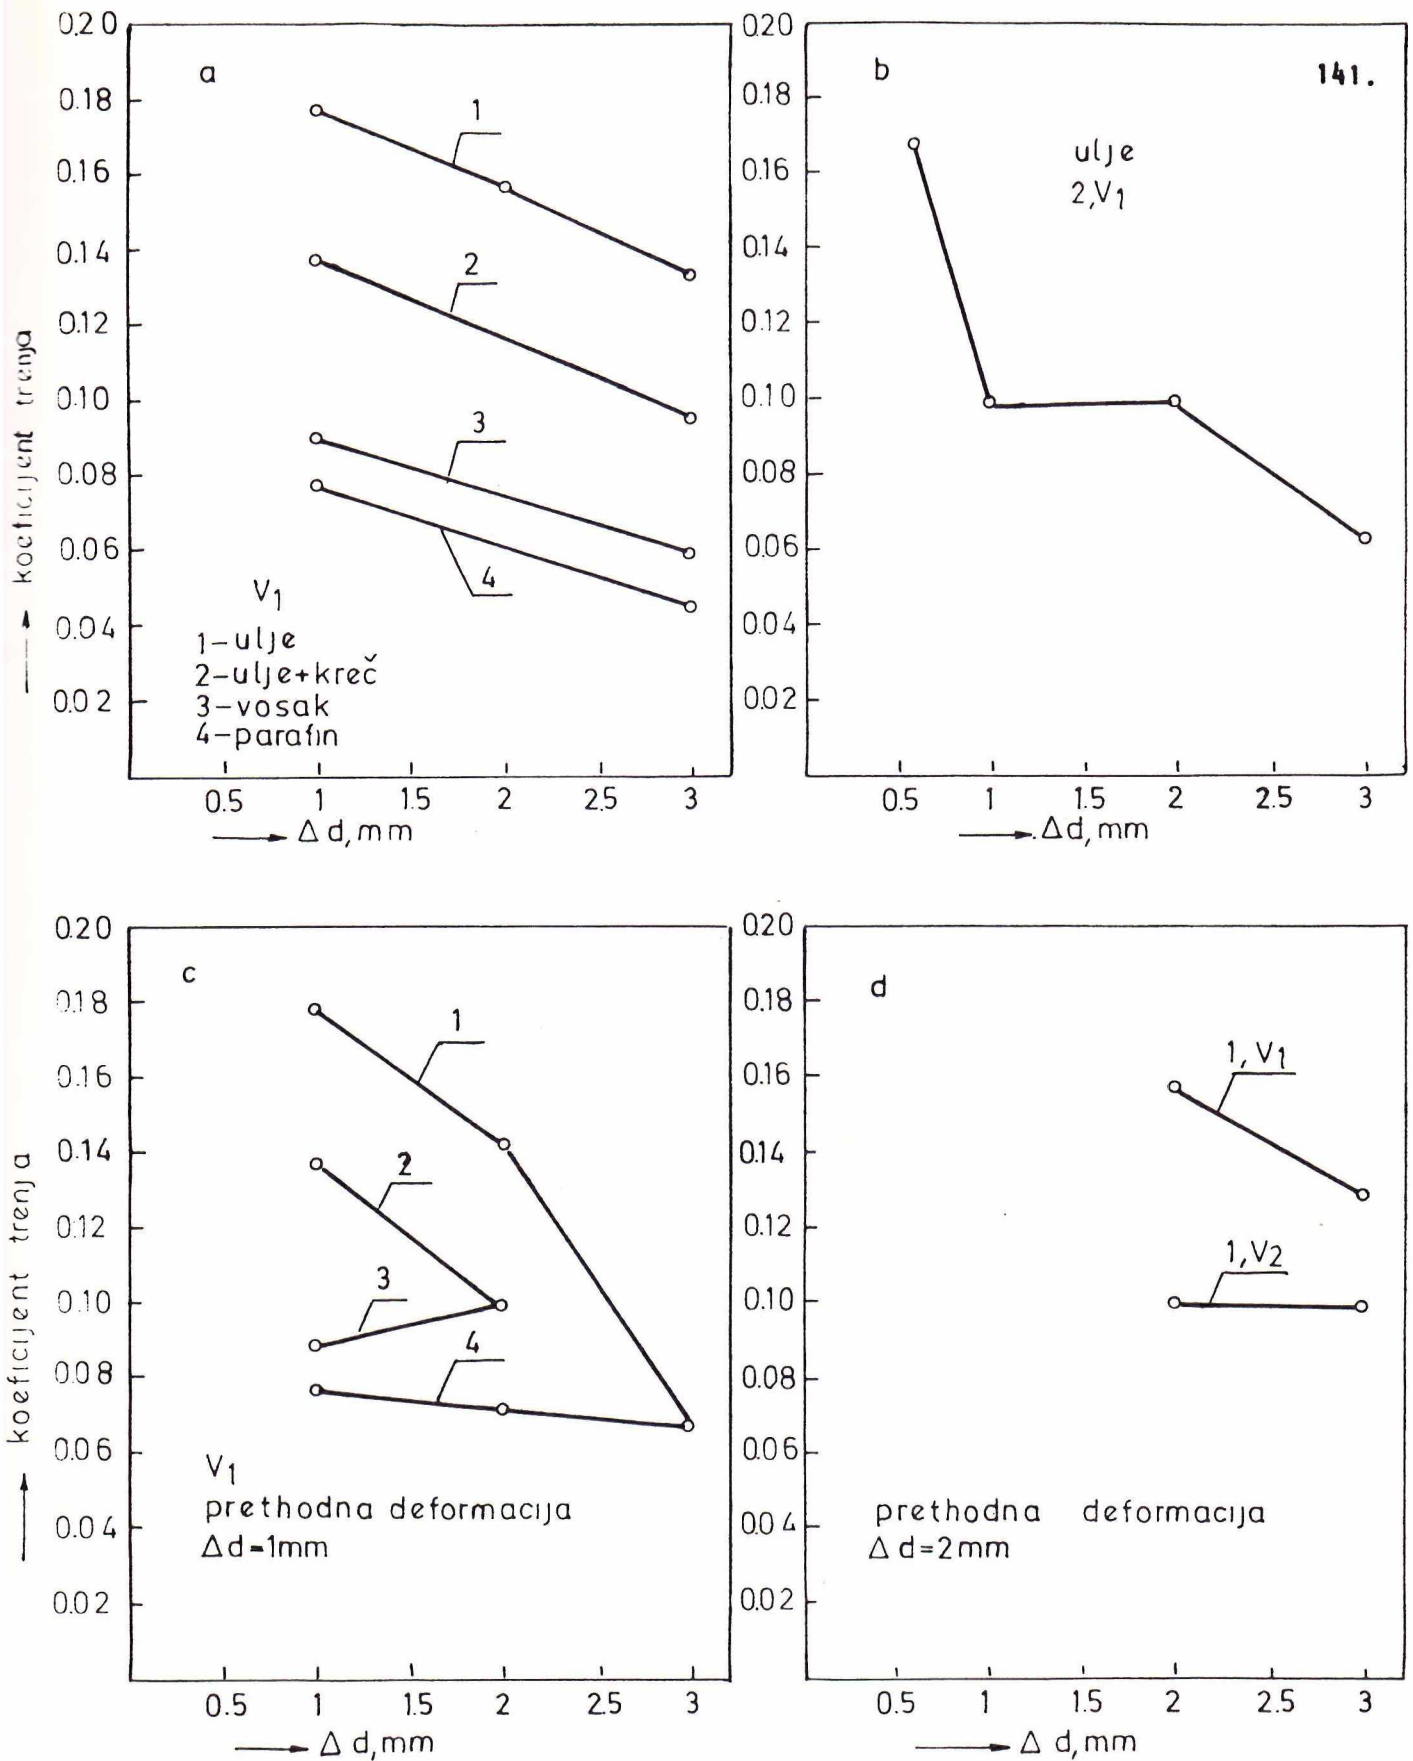 141.
a
0.20
0.18
0.16
0.14
0.12
0.10
0.08
0.06
0.04
0.02
koeficijent trenja
1
2
3
4
V1
1-ulje
2-ulje+kreč
3-vosak
4-parafin
0.5 1 1.5 2 2.5 3
Δ d, mm
b
0.20
0.18
0.16
0.14
0.12
0.10
0.08
0.06
0.04
0.02
ulje
2,V1
0.5 1 1.5 2 2.5 3
Δd, mm
c
0.20
0.18
0.16
0.14
0.12
0.10
0.08
0.06
0.04
0.02
koeficijent trenja
1
2
3
4
V1
prethodna deformacija
Δd=1mm
0.5 1 1.5 2 2.5 3
Δ d, mm
d
0.20
0.18
0.16
0.14
0.12
0.10
0.08
0.06
0.04
0.02
1, V1
1, V2
prethodna deformacija
Δ d=2mm
0.5 1 1.5 2 2.5 3
Δ d, mm